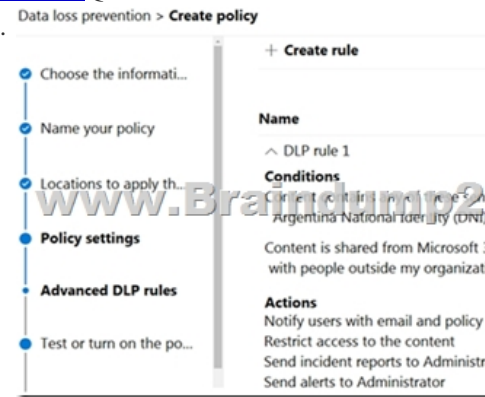 Data loss prevention > Create policy
+ Create rule
Choose the informati...
Name your policy
Locations to apply th...
Policy settings
Advanced DLP rules
Test or turn on the po...
Name
DLP rule 1
Conditions
Content contains
Argentina National Identity (DNI)
Content is shared from Microsoft
with people outside my organizat
Actions
Notify users with email and policy
Restrict access to the content
Send incident reports to Administr
Send alerts to Administrator
www.Braindump2